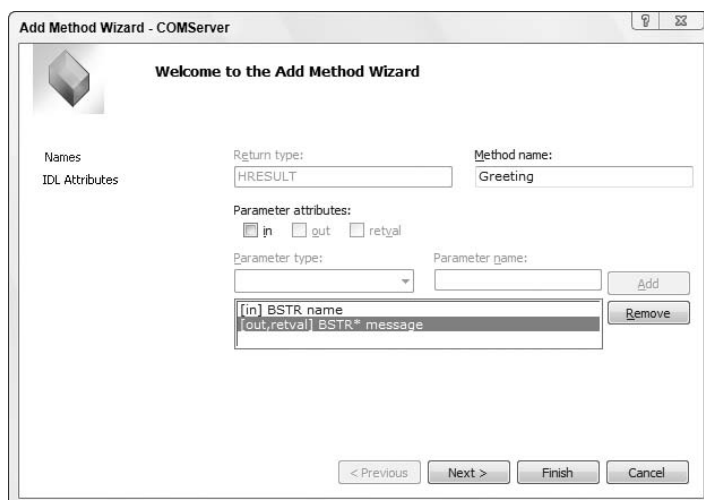 Add Method Wizard - COMServer
?
Welcome to the Add Method Wizard
Names
IDL Attributes
Return type:
Method name:
HRESULT
Greeting
Parameter attributes:
in
out
retval
Parameter type:
Parameter name:
Add
[in] BSTR name
[out,retval] BSTR* message
Remove
< Previous
Next >
Finish
Cancel